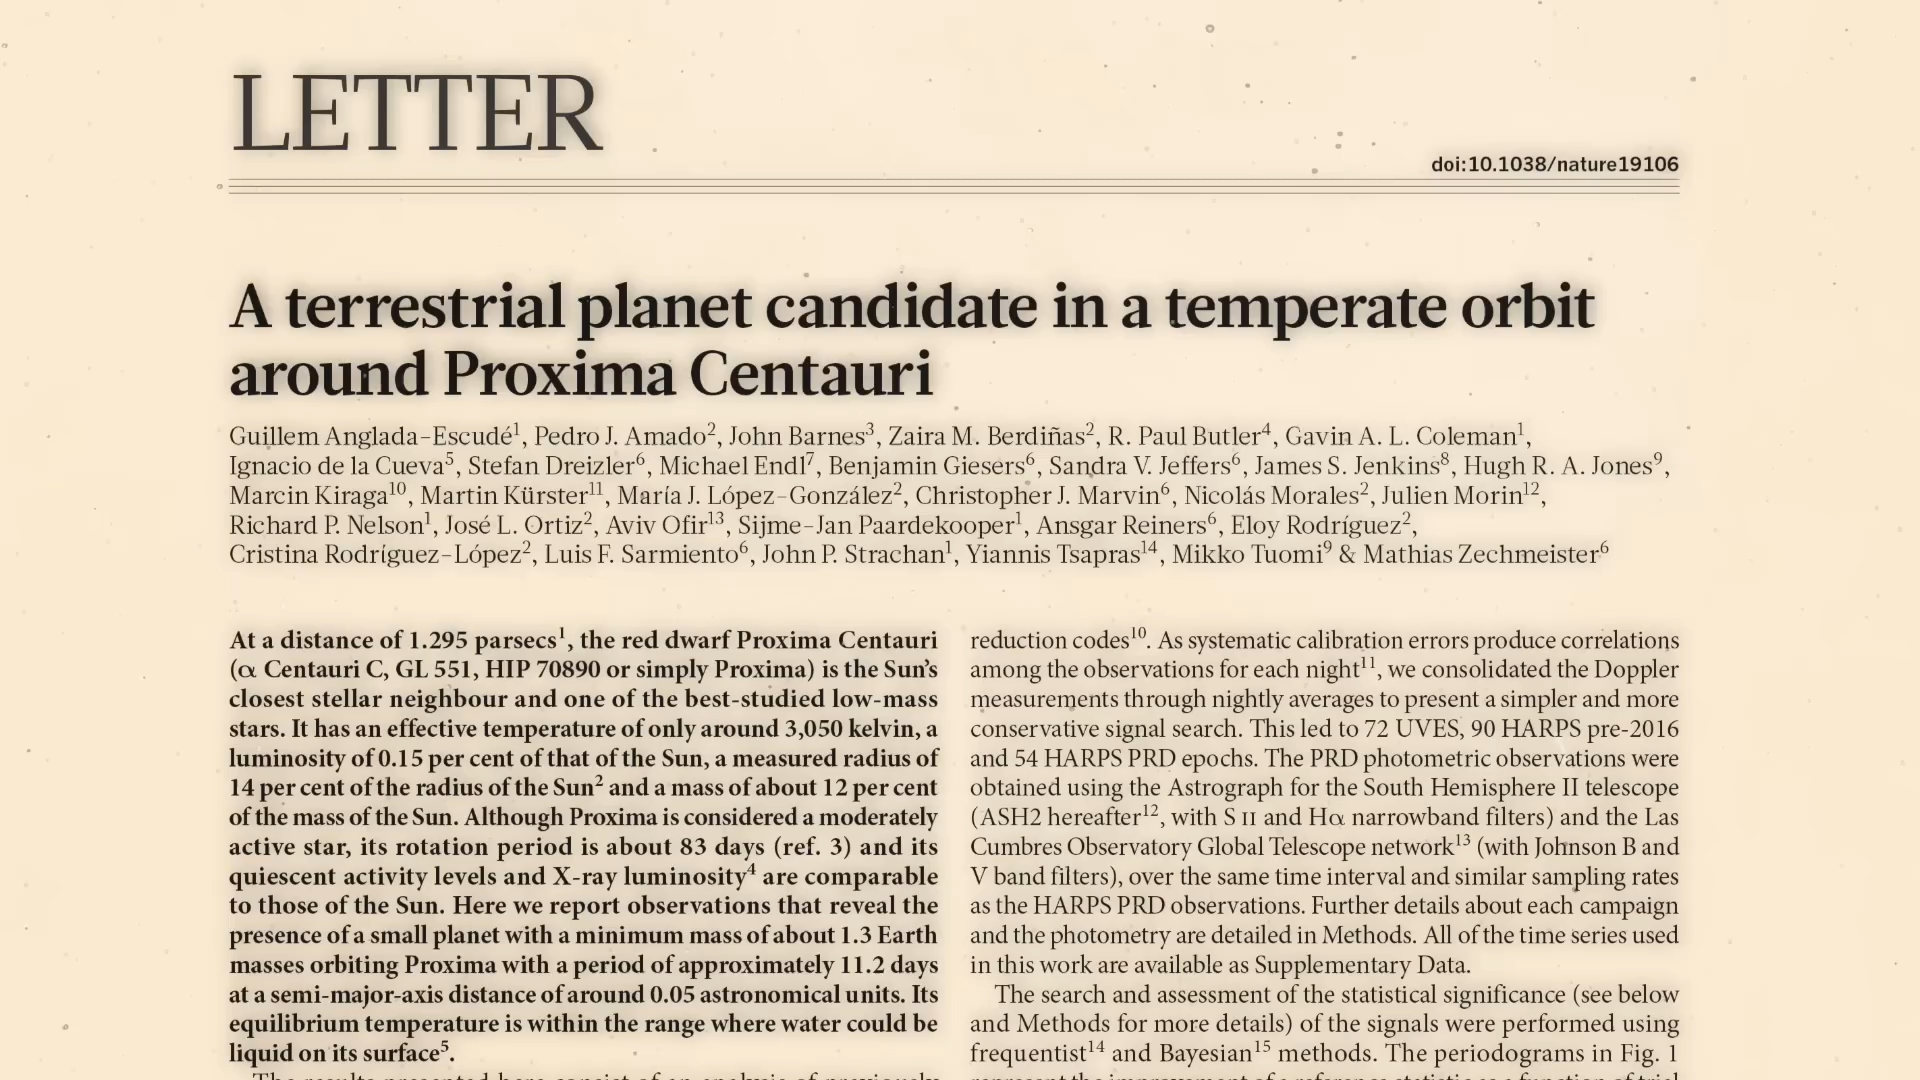 LETTER
doi:10.1038/nature19106
A terrestrial planet candidate in a temperate orbit
around Proxima Centauri
Guillem Anglada-Escudé¹, Pedro J. Amado², John Barnes³, Zaira M. Berdiñas², R. Paul Butler⁴, Gavin A. L. Coleman¹,
Ignacio de la Cueva⁵, Stefan Dreizler⁶, Michael Endl⁷, Benjamin Giesers⁶, Sandra V. Jeffers⁶, James S. Jenkins⁸, Hugh R. A. Jones⁹,
Marcin Kiraga¹⁰, Martin Kürster¹¹, María J. López-González², Christopher J. Marvin⁶, Nicolás Morales², Julien Morin¹²,
Richard P. Nelson¹, José L. Ortiz², Aviv Ofir¹³, Sijme-Jan Paardekooper¹, Ansgar Reiners⁶, Eloy Rodríguez²,
Cristina Rodríguez-López², Luis F. Sarmiento⁶, John P. Strachan¹, Yiannis Tsapras¹⁴, Mikko Tuomi⁹ & Mathias Zechmeister⁶
At a distance of 1.295 parsecs¹, the red dwarf Proxima Centauri
(α Centauri C, GL 551, HIP 70890 or simply Proxima) is the Sun’s
closest stellar neighbour and one of the best-studied low-mass
stars. It has an effective temperature of only around 3,050 kelvin, a
luminosity of 0.15 per cent of that of the Sun, a measured radius of
14 per cent of the radius of the Sun² and a mass of about 12 per cent
of the mass of the Sun. Although Proxima is considered a moderately
active star, its rotation period is about 83 days (ref. 3) and its
quiescent activity levels and X-ray luminosity⁴ are comparable
to those of the Sun. Here we report observations that reveal the
presence of a small planet with a minimum mass of about 1.3 Earth
masses orbiting Proxima with a period of approximately 11.2 days
at a semi-major-axis distance of around 0.05 astronomical units. Its
equilibrium temperature is within the range where water could be
liquid on its surface⁵.
The results presented here consist of an analysis of previously
reduction codes¹⁰. As systematic calibration errors produce correlations
among the observations for each night¹¹, we consolidated the Doppler
measurements through nightly averages to present a simpler and more
conservative signal search. This led to 72 UVES, 90 HARPS pre-2016
and 54 HARPS PRD epochs. The PRD photometric observations were
obtained using the Astrograph for the South Hemisphere II telescope
(ASH2 hereafter¹², with S II and Hα narrowband filters) and the Las
Cumbres Observatory Global Telescope network¹³ (with Johnson B and
V band filters), over the same time interval and similar sampling rates
as the HARPS PRD observations. Further details about each campaign
and the photometry are detailed in Methods. All of the time series used
in this work are available as Supplementary Data.
The search and assessment of the statistical significance (see below
and Methods for more details) of the signals were performed using
frequentist¹⁴ and Bayesian¹⁵ methods. The periodograms in Fig. 1
represent the improvement of a reference statistic as a function of trial